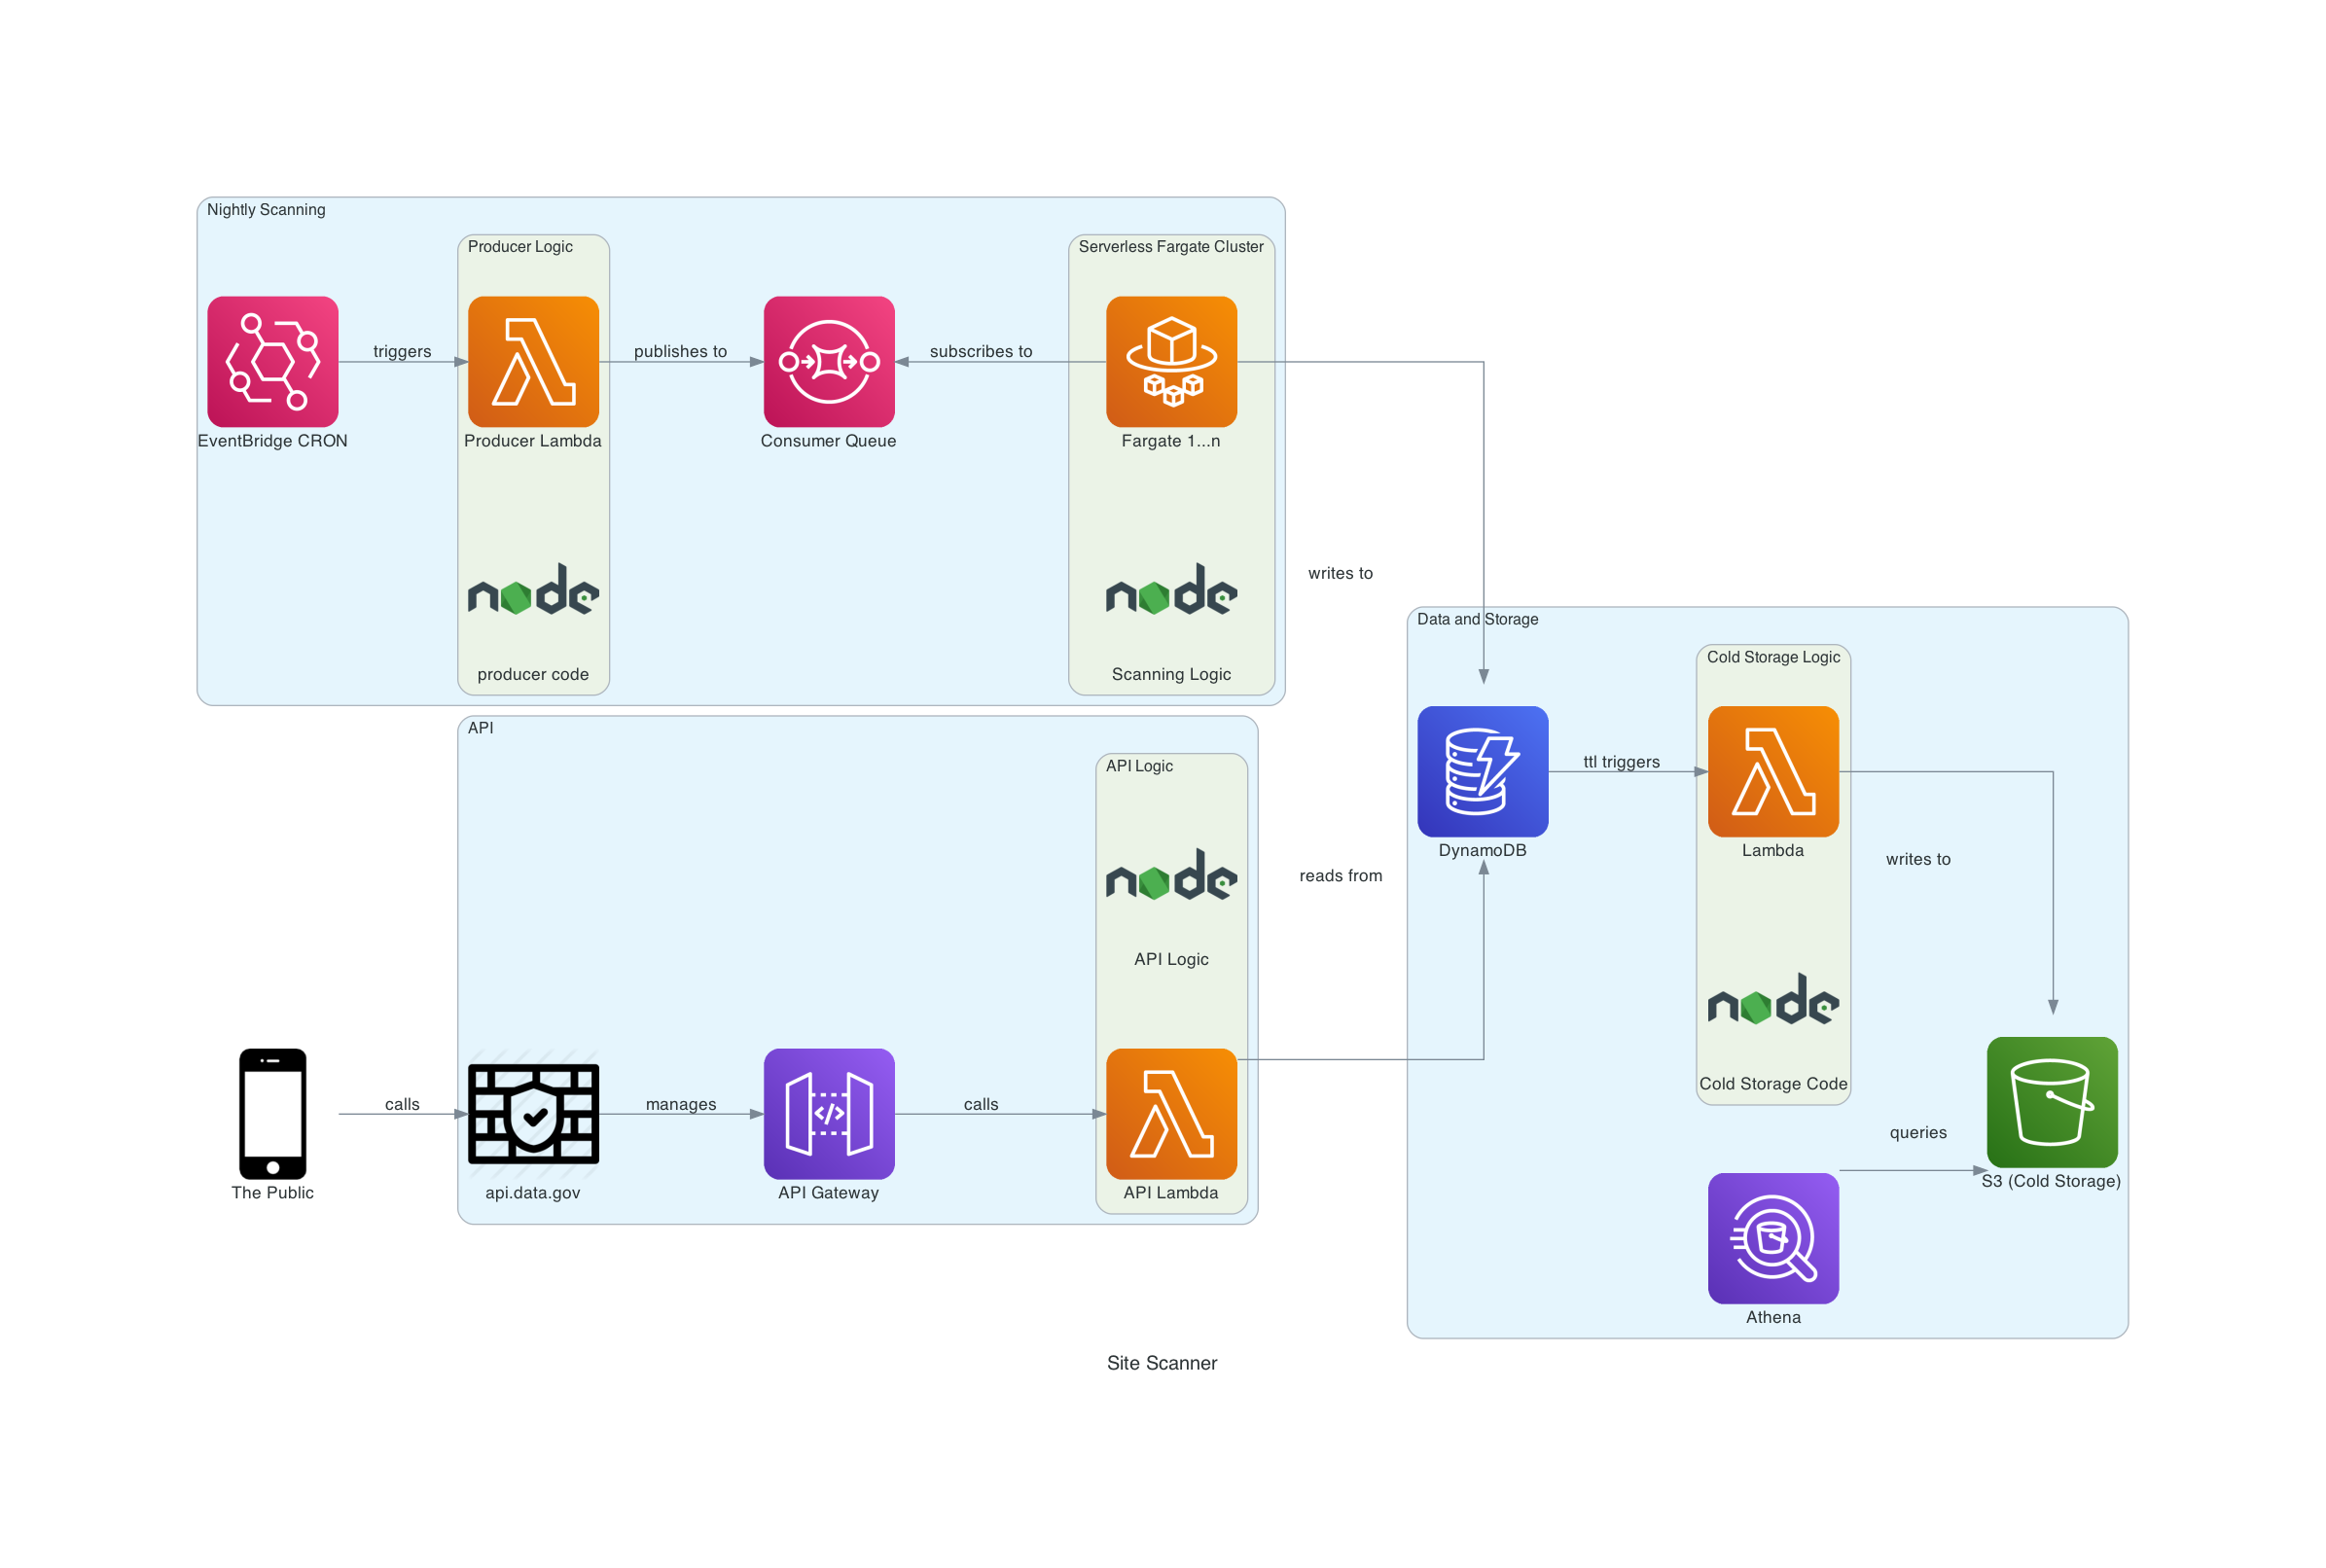 Nightly Scanning
Producer Logic
Serverless Fargate Cluster
triggers
publishes to
subscribes to
EventBridge CRON
Producer Lambda
Consumer Queue
Fargate 1...n
node
node
producer code
Scanning Logic
writes to
Data and Storage
Cold Storage Logic
ttl triggers
DynamoDB
Lambda
writes to
node
Cold Storage Code
queries
S3 (Cold Storage)
Athena
API
API Logic
node
API Logic
reads from
calls
manages
calls
The Public
api.data.gov
</>
API Gateway
API Lambda
Site Scanner